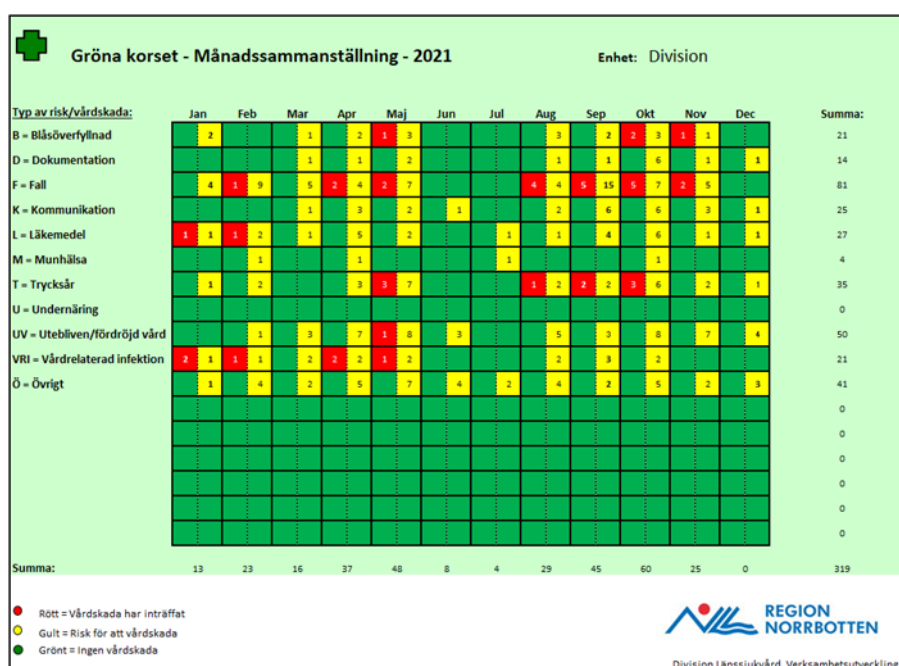 Gröna korset - Månadssammanställning - 2021 Enhet: Division
Typ av risk/vårdskada: Jan Feb Mar Apr Maj Jun Jul Aug Sep Okt Nov Dec Summa:
B = Blåsöverfyllnad 2 1 2 1 3 3 2 2 3 1 1 21
D = Dokumentation 1 1 2 1 1 6 1 1 14
F = Fall 4 1 9 5 2 4 2 7 4 4 5 15 5 7 2 5 81
K = Kommunikation 1 3 2 1 2 6 6 3 1 25
L = Läkemedel 1 1 1 2 1 5 2 1 1 4 6 1 1 27
M = Munhälsa 1 1 1 1 4
T = Trycksår 1 2 3 3 7 1 2 2 2 3 6 2 1 35
U = Undernäring 0
UV = Utebliven/fördröjd vård 1 3 7 1 8 3 5 3 8 7 4 50
VRI = Vårdrelaterad infektion 2 1 1 1 2 2 2 1 2 2 3 2 21
Ö = Övrigt 1 4 2 5 7 4 2 4 2 5 2 3 41
0
0
0
0
0
0
Summa: 13 23 16 37 48 8 4 29 45 60 25 0 319
Rött = Vårdskada har inträffat
Gult = Risk för att vårdskada
Grönt = Ingen vårdskada
REGION
NORRBOTTEN
Division Länssjukvård, Verksamhetsutveckling